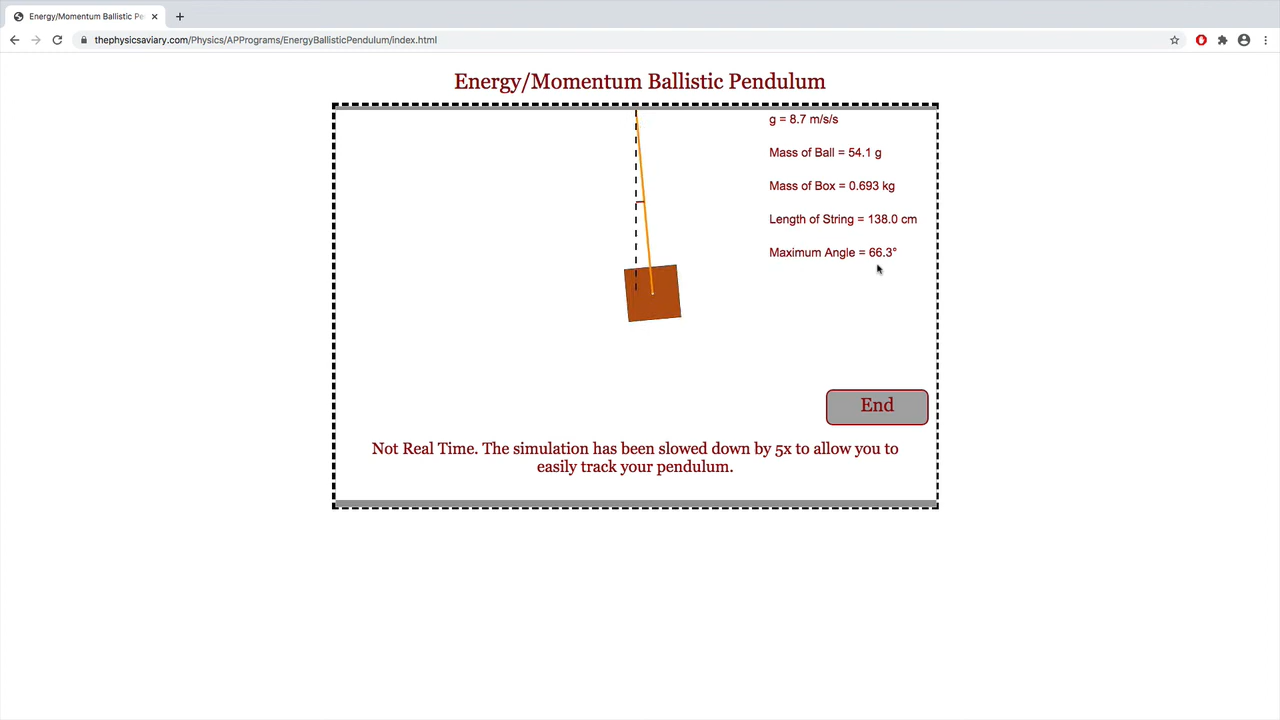 Energy/Momentum Ballistic Pe
thephysicsaviary.com/Physics/APPrograms/EnergyBallisticPendulum/index.html
Energy/Momentum Ballistic Pendulum
g = 8.7 m/s/s
Mass of Ball = 54.1 g
Mass of Box = 0.693 kg
Length of String = 138.0 cm
Maximum Angle = 66.3°
End
Not Real Time. The simulation has been slowed down by 5x to allow you to
easily track your pendulum.